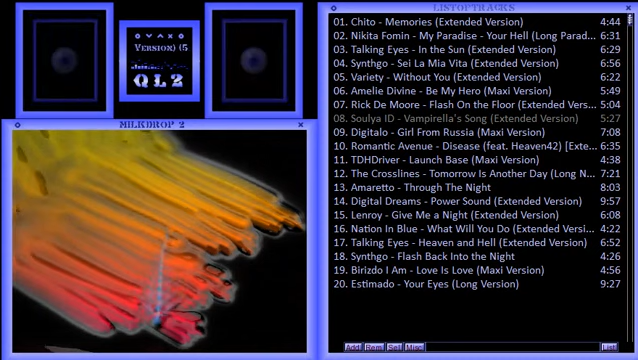 LIST OF TRACKS
VERSION) (5
MILKDROP 2
01. Chito - Memories (Extended Version) 4:44
02. Nikita Fomin - My Paradise - Your Hell (Long Parad... 6:31
03. Talking Eyes - In the Sun (Extended Version) 6:29
04. Synthgo - Sei La Mia Vita (Extended Version) 6:56
05. Variety - Without You (Extended Version) 6:22
06. Amelie Divine - Be My Hero (Maxi Version) 5:49
07. Rick De Moore - Flash On the Floor (Extended Vers... 5:04
08. Soulya ID - Vampirella's Song (Extended Version) 5:27
09. Digitalo - Girl From Russia (Maxi Version) 7:08
10. Romantic Avenue - Disease (feat. Heaven42) [Exte... 6:35
11. TDHDriver - Launch Base (Maxi Version) 4:38
12. The Crosslines - Tomorrow Is Another Day (Long N... 7:21
13. Amaretto - Through The Night 8:03
14. Digital Dreams - Power Sound (Extended Version) 9:57
15. Lenroy - Give Me a Night (Extended Version) 6:08
16. Nation In Blue - What Will You Do (Extended Versi... 4:22
17. Talking Eyes - Heaven and Hell (Extended Version) 6:52
18. Synthgo - Flash Back Into the Night 4:26
19. Birizdo I Am - Love Is Love (Maxi Version) 4:56
20. Estimado - Your Eyes (Long Version) 9:27
Add Rem Sel Misc List